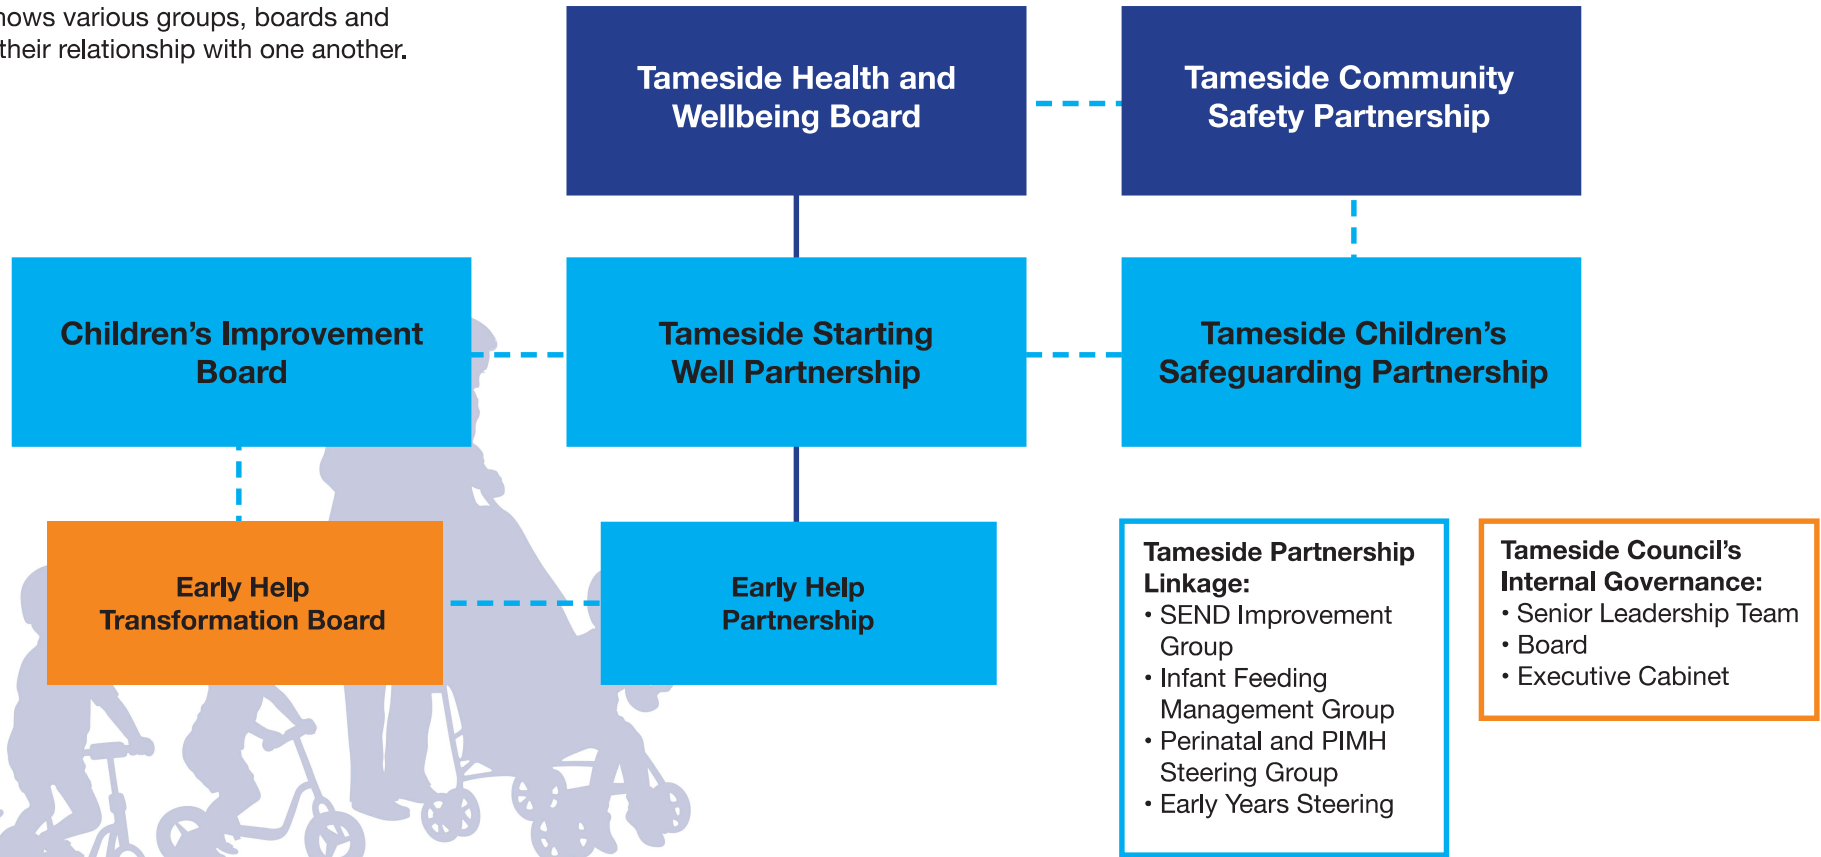 their relationship with one another.
various groups, boards and
Tameside Health and
Wellbeing Board
Tameside Community
Safety Partnership
Children’s Improvement
Board
Tameside Starting
Well Partnership
Tameside Children’s
Safeguarding Partnership
Early Help
Transformation Board
Early Help
Partnership
Tameside Partnership
Linkage:
• SEND Improvement
Group
• Infant Feeding
Management Group
• Perinatal and PIMH
Steering Group
• Early Years Steering
Tameside Council’s
Internal Governance:
• Senior Leadership Team
• Board
• Executive Cabinet